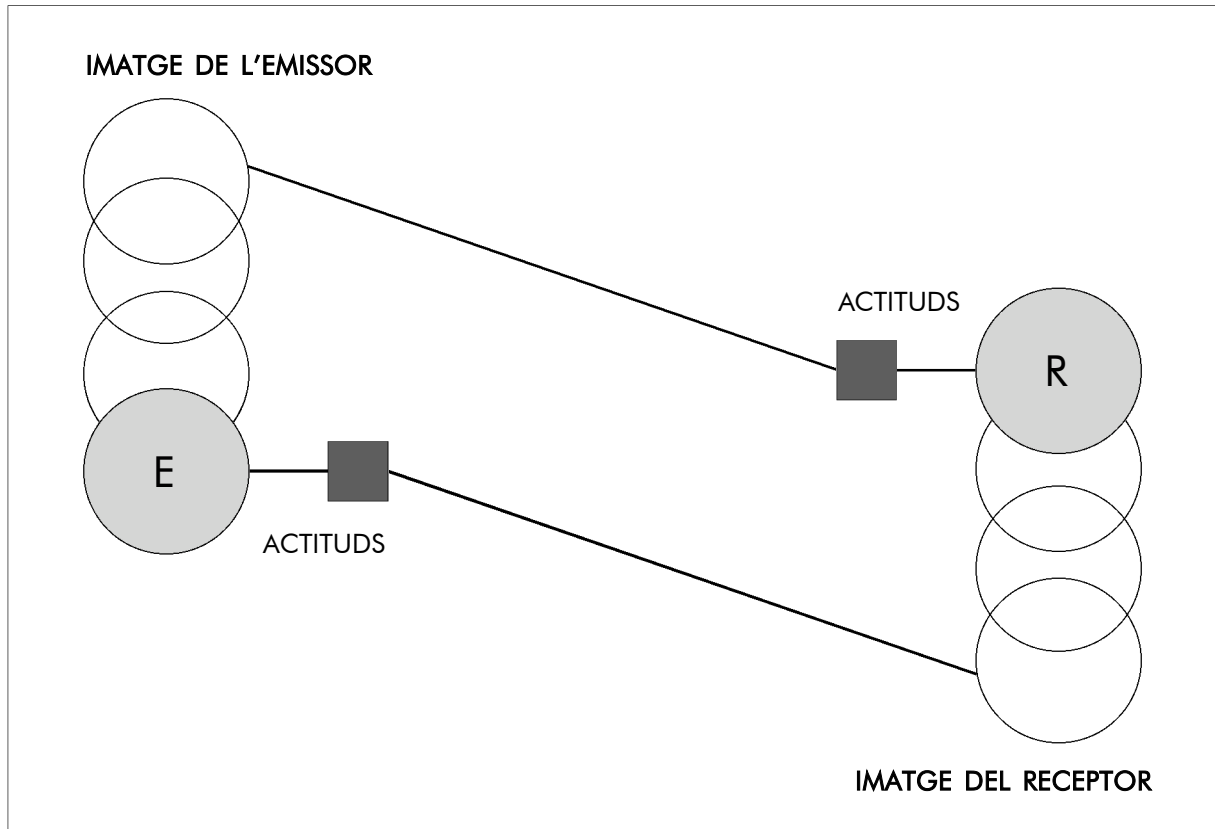 IMATGE DE L'EMISSOR
ACTITUDS
R
E
ACTITUDS
IMATGE DEL RECEPTOR